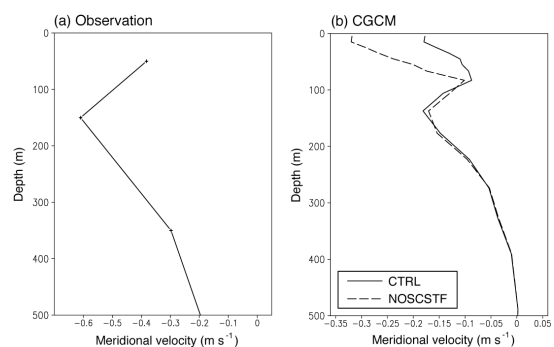 (a) Observation
0
100
200
300
400
500
Depth (m)
−0.6 −0.5 −0.4 −0.3 −0.2 −0.1 0
Meridional velocity (m s⁻¹)
(b) CGCM
0
100
200
300
400
500
Depth (m)
CTRL
NOSCSTF
−0.35 −0.3 −0.25 −0.2 −0.15 −0.1 −0.05 0 0.05
Meridional velocity (m s⁻¹)